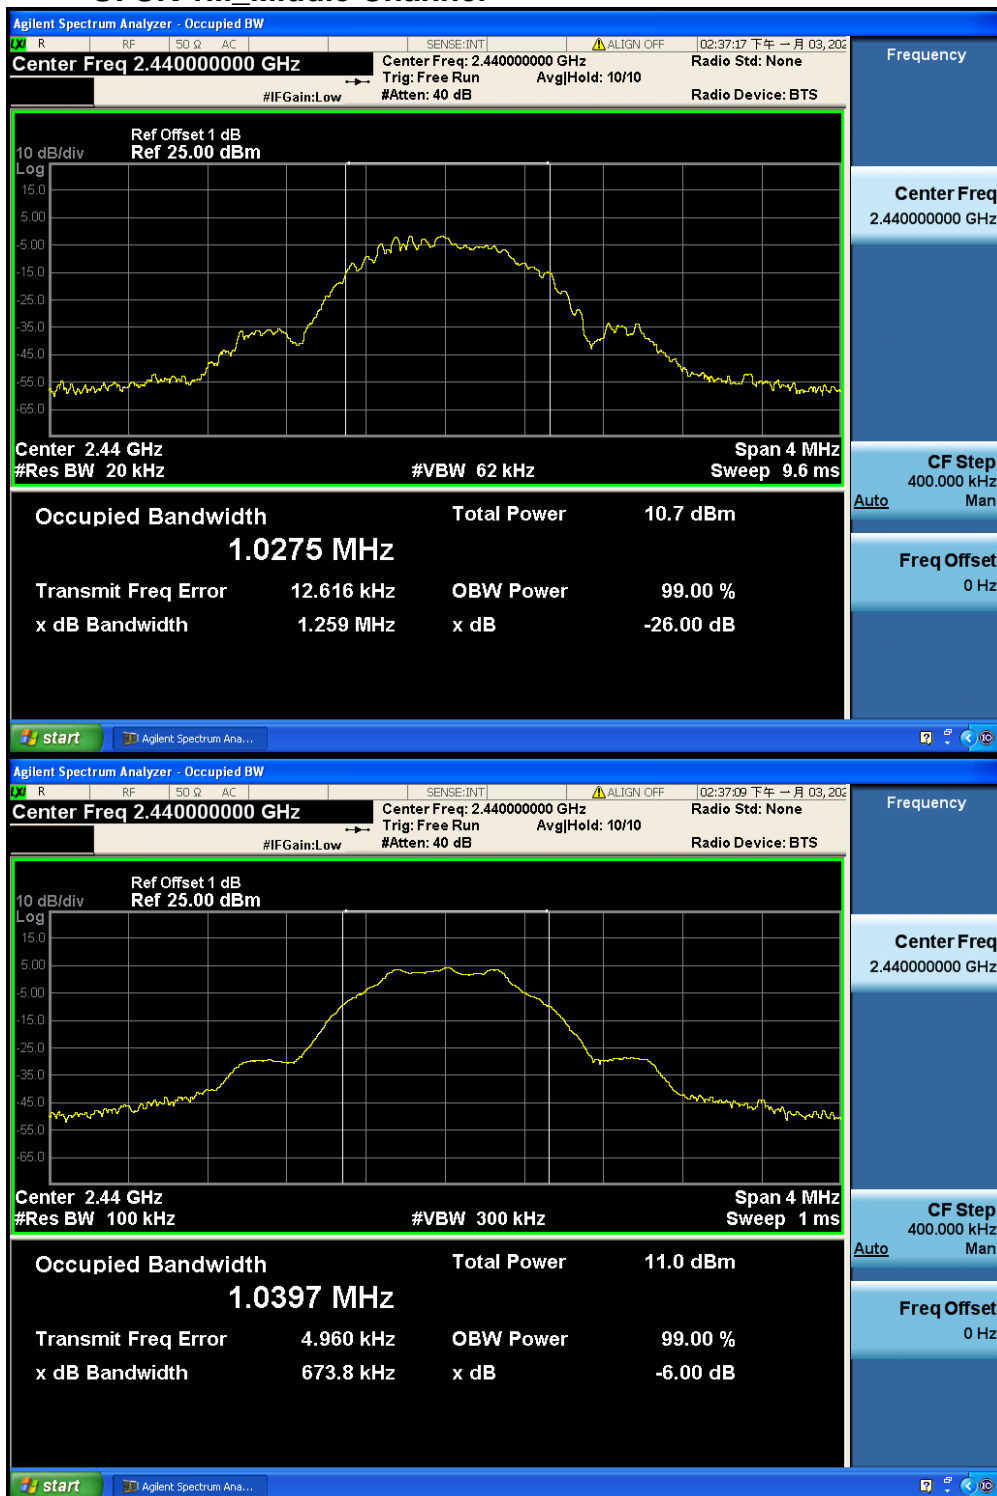 Agilent Spectrum Analyzer - Occupied BW
LXI R RF 50 Ω AC SENSE:INT ALIGN OFF 02:37:17 下午 一月 03, 202
Center Freq 2.440000000 GHz
Center Freq: 2.440000000 GHz
Radio Std: None
Trig: Free Run Avg|Hold: 10/10
#IFGain:Low
#Atten: 40 dB
Radio Device: BTS
Frequency
Ref Offset 1 dB
10 dB/div Ref 25.00 dBm
Log
15.0
5.00
-5.00
-15.0
-25.0
-35.0
-45.0
-55.0
-65.0
Center 2.44 GHz Span 4 MHz
#Res BW 20 kHz #VBW 62 kHz Sweep 9.6 ms
Occupied Bandwidth Total Power 10.7 dBm
1.0275 MHz
Transmit Freq Error 12.616 kHz OBW Power 99.00 %
x dB Bandwidth 1.259 MHz x dB -26.00 dB
Center Freq
2.440000000 GHz
CF Step
400.000 kHz
Auto Man
Freq Offset
0 Hz
start Agilent Spectrum Ana...
Agilent Spectrum Analyzer - Occupied BW
LXI R RF 50 Ω AC SENSE:INT ALIGN OFF 02:37:09 下午 一月 03, 202
Center Freq 2.440000000 GHz
Center Freq: 2.440000000 GHz
Radio Std: None
Trig: Free Run Avg|Hold: 10/10
#IFGain:Low
#Atten: 40 dB
Radio Device: BTS
Frequency
Ref Offset 1 dB
10 dB/div Ref 25.00 dBm
Log
15.0
5.00
-5.00
-15.0
-25.0
-35.0
-45.0
-55.0
-65.0
Center 2.44 GHz Span 4 MHz
#Res BW 100 kHz #VBW 300 kHz Sweep 1 ms
Occupied Bandwidth Total Power 11.0 dBm
1.0397 MHz
Transmit Freq Error 4.960 kHz OBW Power 99.00 %
x dB Bandwidth 673.8 kHz x dB -6.00 dB
Center Freq
2.440000000 GHz
CF Step
400.000 kHz
Auto Man
Freq Offset
0 Hz
start Agilent Spectrum Ana...